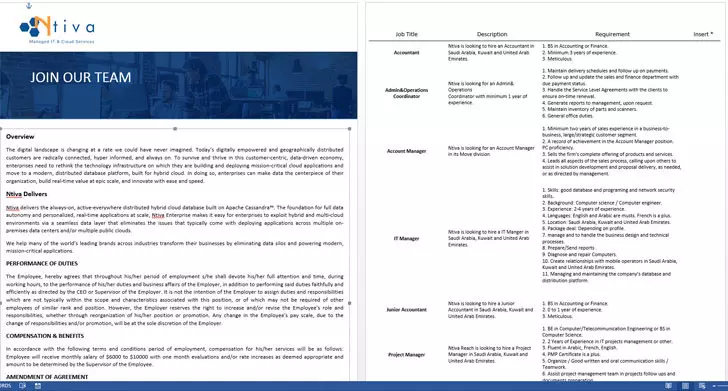 Ntiva
Managed IT & Cloud Services
JOIN OUR TEAM
Overview
The digital landscape is changing at a rate we could have never imagined. Today's digitally empowered and geographically distributed
customers are radically connected, hyper informed, and always on. To survive and thrive in this customer-centric, data-driven economy,
enterprises need to rethink the technology infrastructure on which they are building and deploying mission-critical cloud applications and
move to a modern, distributed database platform, built for hybrid cloud. In doing so, enterprises can make data the centerpiece of their
organization, build real-time value at epic scale, and innovate with ease and speed.
Ntiva Delivers
Ntiva delivers the always-on, active-everywhere distributed hybrid cloud database built on Apache Cassandra™. The foundation for full data
autonomy and personalized, real-time applications at scale, Ntiva Enterprise makes it easy for enterprises to exploit hybrid and multi-cloud
environments via a seamless data layer that eliminates the issues that typically come with deploying applications across multiple on-
premises data centers and/or multiple public clouds.
We help many of the world's leading brands across industries transform their businesses by eliminating data silos and powering modern,
mission-critical applications.
PERFORMANCE OF DUTIES
The Employee, hereby agrees that throughout his/her period of employment s/he shall devote his/her full attention and time, during
working hours, to the performance of his/her duties and business affairs of the Employer, in addition to performing said duties faithfully and
efficiently as directed by the CEO or Supervisor of the Employer. It is not the Intention of the Employer to assign duties and responsibilities
which are not typically within the scope and characteristics associated with this position, or of which may not be required of other
employees of similar rank and position. However, the Employer reserves the right to increase and/or revise the Employee's role and
responsibilities, whether through reorganization of his/her position or promotion. Any change in the Employee's pay scale, due to the
change of responsibilities and/or promotion, will be at the sole discretion of the Employer.
COMPENSATION & BENEFITS
In accordance with the following terms and conditions period of employment, compensation for his/her services will be as follows:
Employee will receive monthly salary of $6000 to $10000 with one month evaluations and/or rate increases as deemed appropriate and
amount to be determined by the Supervisor of the Employee.
AMENDMENT OF AGREEMENT
Job Title Description Requirement Insert *
Accountant
Ntiva is looking to hire an Accountant in
Saudi Arabia, Kuwait and United Arab
Emirates.
1. BS in Accounting or Finance.
2. Minimum 3 years of experience.
3. Meticulous
Admin&Operations
Coordinator
Ntiva is looking for an Admin&
Operations
Coordinator with minimum 1 year of
experience.
1. Maintain delivery schedules and follow up on payments.
2. Follow up and update the sales and finance department with
due payment status
3. Handle the Service Level Agreements with the clients to
ensure on-time renewal.
4. Generate reports to management, upon request.
5. Maintain inventory of parts and scanners.
6. General office duties.
Account Manager
Ntiva is looking for an Account Manager
in its Move division.
1. Minimum two years of sales experience in a business-to-
business, large/strategic customer segment.
2. A record of achievement in the Account Manager position.
PC proficiency.
3. Sells the firm's complete offering of products and services.
4. Leads all aspects of the sales process, calling upon others to
assist in solution development and proposal delivery, as needed,
or as directed by management.
IT Manager
Ntiva is looking to hire a IT Manager in
Saudi Arabia, Kuwait and United Arab
Emirates.
1. Skills: good database and programing and network security
skills.
2. Background: Computer science / Computer engineer.
3. Experience: 2-4 years of experience.
4. Languages: English and Arabic are musts. French is a plus.
5. Location: Saudi Arabia, Kuwait and United Arab Emirates.
6. Package deal: Depending on profile.
7. manage and to handle the business design and technical
processes.
8. Prepare/Send reports
9. Diagnose and repair Computers.
10. Create relationships with mobile operators in Saudi Arabia,
Kuwait and United Arab Emirates.
11. Managing and maintaining the company's database and
distribution platform.
Junior Accountant
Ntiva is looking to hire a Junior
Accountant in Saudi Arabia, Kuwait and
United Arab Emirates.
1. BS in Accounting or Finance.
2. 0 to 1 year of experience.
3. Meticulous.
Project Manager
Ntiva Reach is looking to hire a Project
Manager in Saudi Arabia, Kuwait and
United Arab Emirates.
1. BE in Computer/Telecommunication Engineering or BS in
Computer Science.
2. 2 Years of Experience in IT projects management or other.
3. Fluent in Arabic, French, English
4. PMP Certificate is a plus.
5. Organize / Good written and oral communication skills /
Teamwork.
6. Assist project management team in projects follow ups and